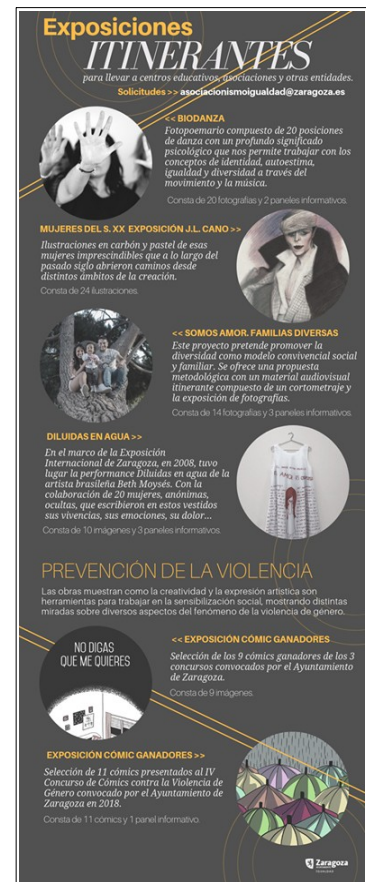 Exposiciones
ITINERANTES
para llevar a centros educativos, asociaciones y otras entidades.
Solicitudes >> asociacionismoigualdad@zaragoza.es
<< BIODANZA
Fotopoemario compuesto de 20 posiciones
de danza con un profundo significado
psicológico que nos permite trabajar con los
conceptos de identidad, autoestima,
igualdad y diversidad a través del
movimiento y la música.
Consta de 20 fotografías y 2 paneles informativos.
MUJERES DEL S. XX EXPOSICIÓN J.L. CANO >>
Ilustraciones en carbón y pastel de esas
mujeres imprescindibles que a lo largo del
pasado siglo abrieron caminos desde
distintos ámbitos de la creación.
Consta de 24 ilustraciones.
<< SOMOS AMOR. FAMILIAS DIVERSAS
Este proyecto pretende promover la
diversidad como modelo convivencial social
y familiar. Se ofrece una propuesta
metodológica con un material audiovisual
itinerante compuesto de un cortometraje y
la exposición de fotografías.
Consta de 14 fotografías y 3 paneles informativos.
DILUIDAS EN AGUA >>
En el marco de la Exposición
Internacional de Zaragoza, en 2008, tuvo
lugar la performance Diluidas en agua de la
artista brasileña Beth Moysés. Con la
colaboración de 20 mujeres, anónimas,
ocultas, que escribieron en estos vestidos
sus vivencias, sus emociones, su dolor...
Consta de 10 imágenes y 3 paneles informativos.
PREVENCIÓN DE LA VIOLENCIA
Las obras muestran como la creatividad y la expresión artística son
herramientas para trabajar en la sensibilización social, mostrando distintas
miradas sobre diversos aspectos del fenómeno de la violencia de género.
NO DIGAS
QUE ME QUIERES
<< EXPOSICIÓN CÓMIC GANADORES
Selección de los 9 cómics ganadores de los 3
concursos convocados por el Ayuntamiento
de Zaragoza.
Consta de 9 imágenes.
EXPOSICIÓN CÓMIC GANADORES >>
Selección de 11 cómics presentados al IV
Concurso de Cómics contra la Violencia de
Género convocado por el Ayuntamiento de
Zaragoza en 2018.
Consta de 11 cómics y 1 panel informativo.
Zaragoza